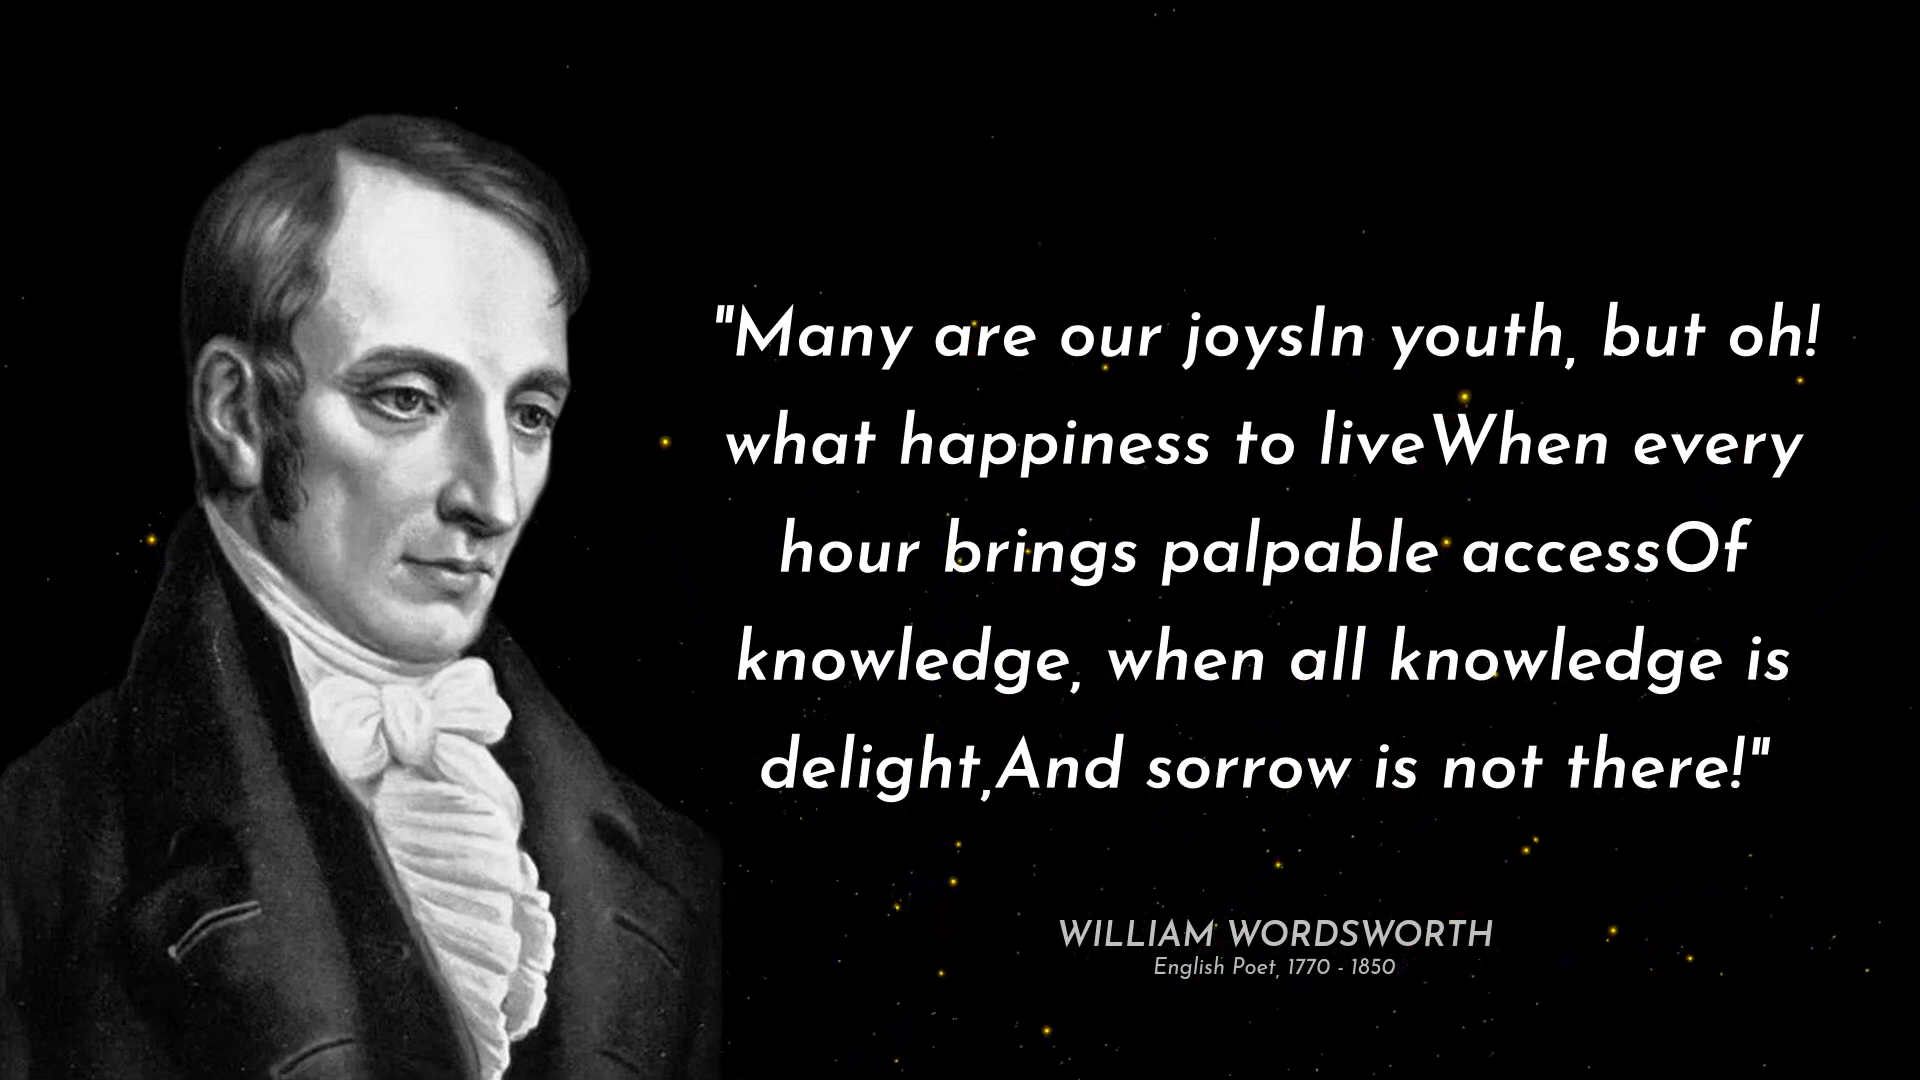 "Many are our joysIn youth, but oh!
what happiness to liveWhen every
hour brings palpable accessOf
knowledge, when all knowledge is
delight,And sorrow is not there!"
WILLIAM WORDSWORTH
English Poet, 1770 - 1850